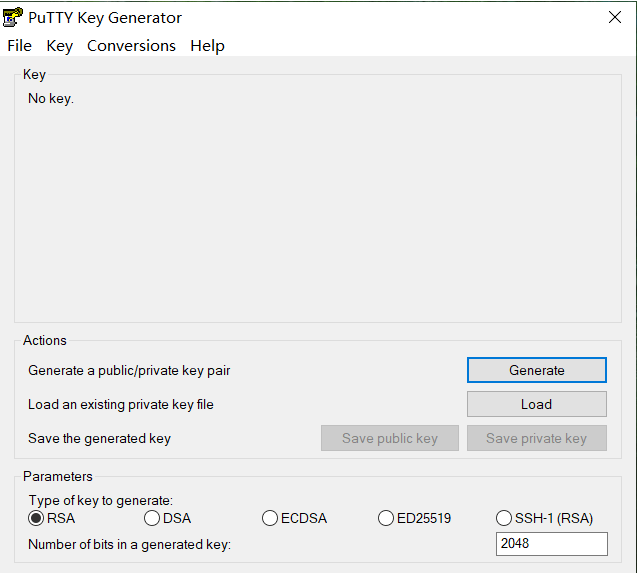 PuTTY Key Generator
File Key Conversions Help
Key
No key.
Actions
Generate a public/private key pair
Generate
Load an existing private key file
Load
Save the generated key
Save public key
Save private key
Parameters
Type of key to generate:
RSA
DSA
ECDSA
ED25519
SSH-1 (RSA)
Number of bits in a generated key:
2048